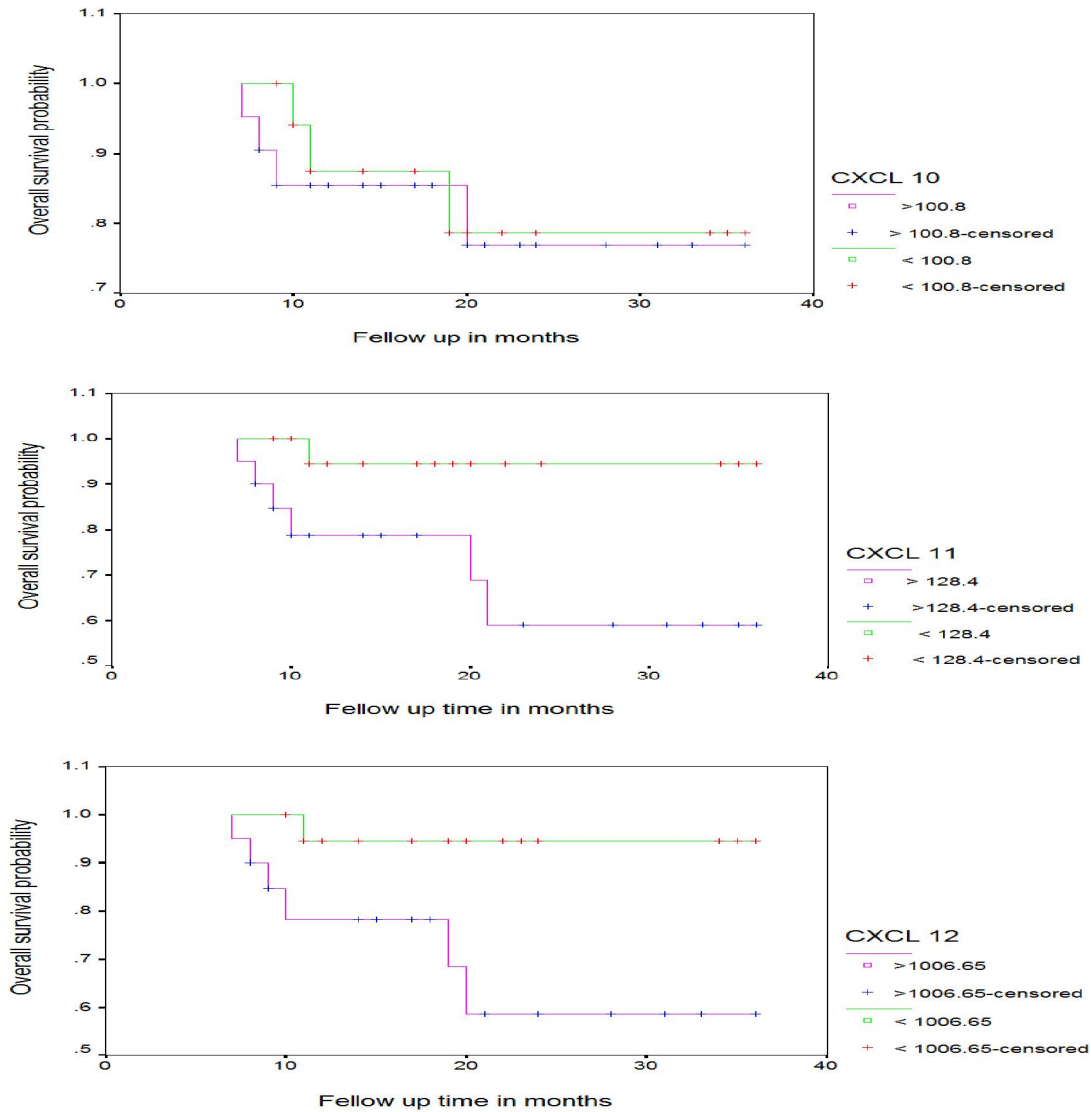 1.1
1.0
.9
.8
.7
0
10
20
30
40
Overall survival probability
Fellow up in months
CXCL 10
>100.8
> 100.8-censored
< 100.8
< 100.8-censored
1.1
1.0
.9
.8
.7
.6
.5
0
10
20
30
40
Overall survival probability
Fellow up time in months
CXCL 11
> 128.4
>128.4-censored
< 128.4
< 128.4-censored
1.1
1.0
.9
.8
.7
.6
.5
0
10
20
30
40
Overall survival probability
Fellow up time in months
CXCL 12
>1006.65
>1006.65-censored
< 1006.65
< 1006.65-censored